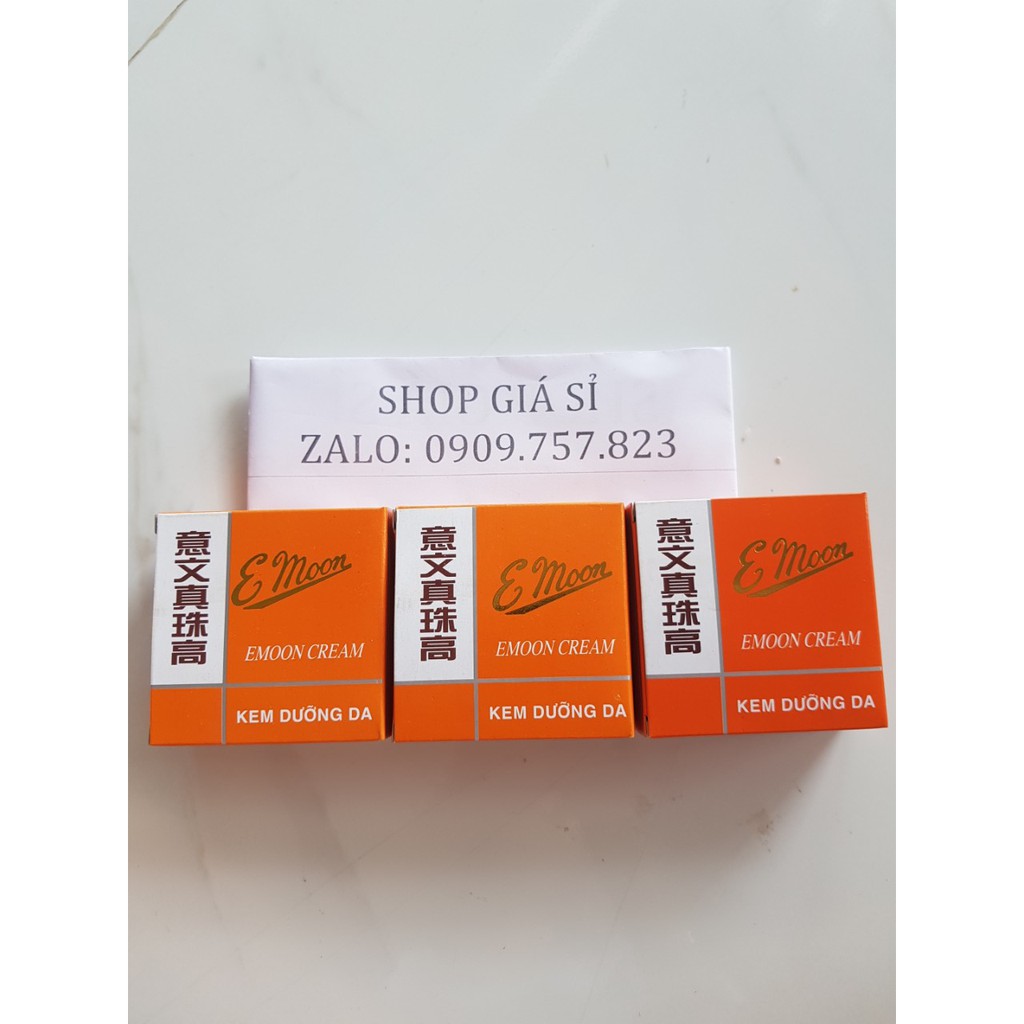 SHOP GIÁ SỈ
ZALO: 0909.757.823
意文真珠高
E Moon
EMOON CREAM
KEM DƯỠNG DA
意文真珠高
E Moon
EMOON CREAM
KEM DƯỠNG DA
意文真珠高
E Moon
EMOON CREAM
KEM DƯỠNG DA